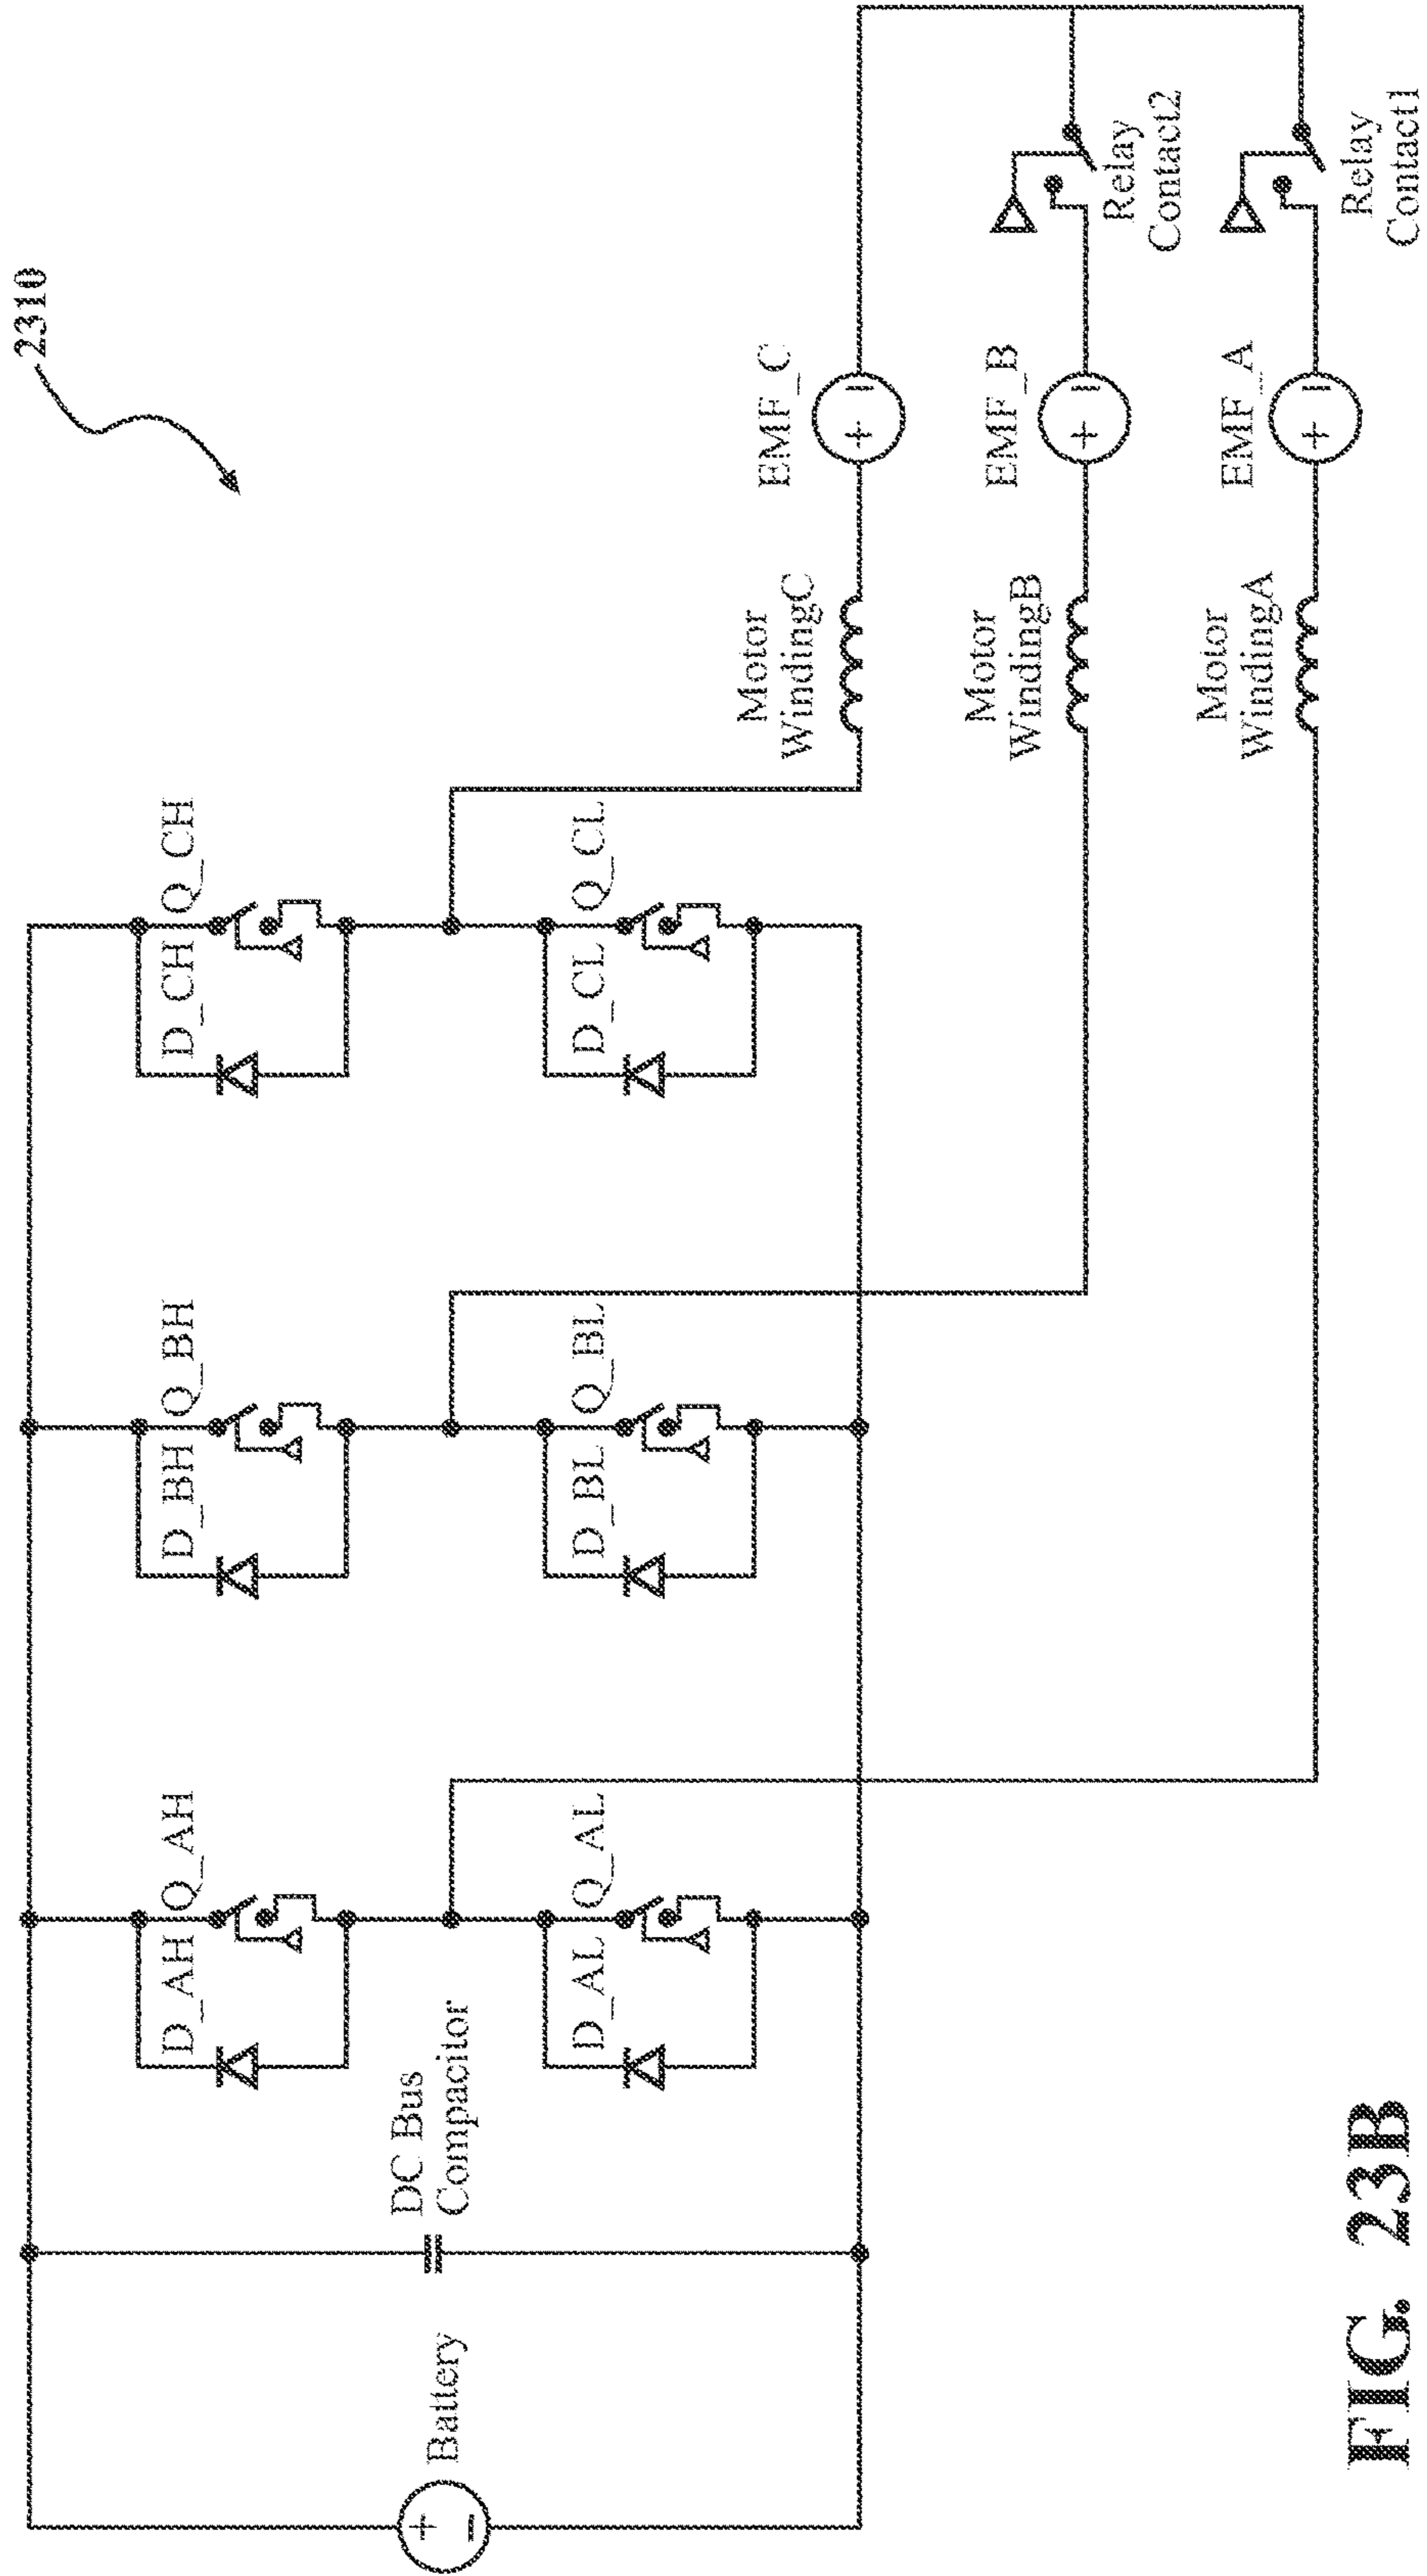 2310
Battery
DC Bus
Compacitor
D_AH
Q_AH
D_AL
Q_AL
D_BH
Q_BH
D_BL
Q_BL
D_CH
Q_CH
D_CL
Q_CL
Motor
WindingC
EMF_C
Motor
WindingB
EMF_B
Relay
Contact2
Motor
WindingA
EMF_A
Relay
Contact1
+
−
+
−
+
−
+
−
FIG. 23B